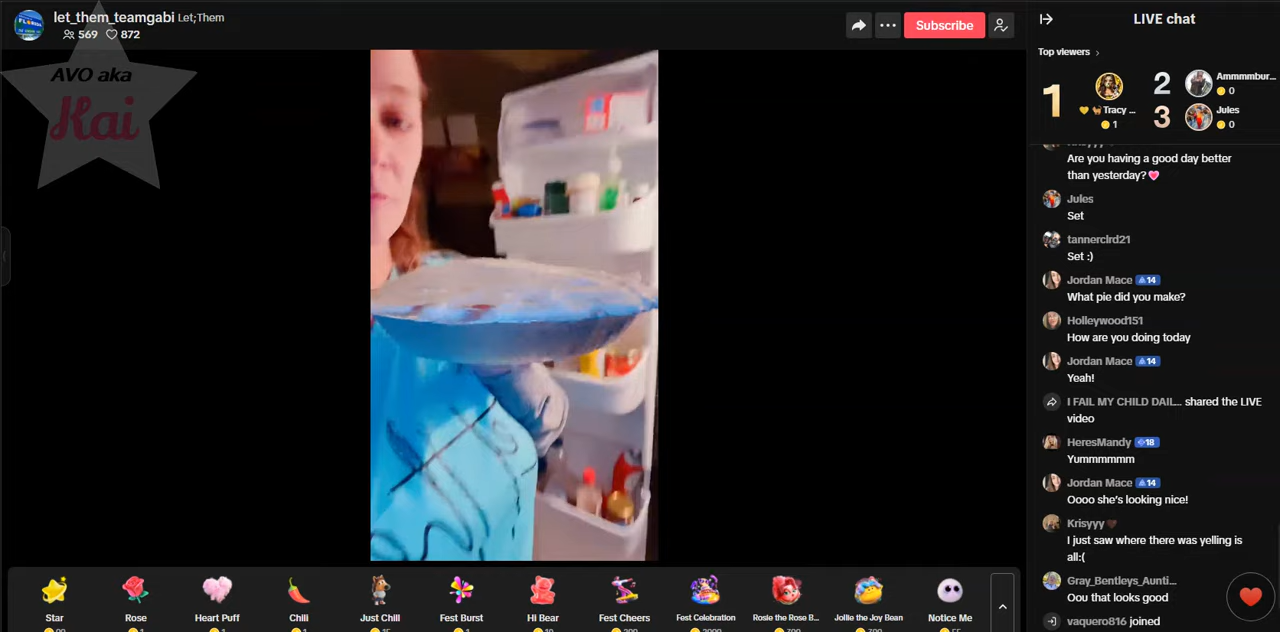 let_them_teamgabi Let;Them
569 872
Subscribe
AVO aka
Kai
LIVE chat
Top viewers
1
Tracy ...
1
2
Ammmmbur...
0
3
Jules
0
Are you having a good day better
than yesterday?💗
Jules
Set
tannerclrd21
Set :)
Jordan Mace 14
What pie did you make?
Holleywood151
How are you doing today
Jordan Mace 14
Yeah!
I FAIL MY CHILD DAIL... shared the LIVE
video
HeresMandy 18
Yummmmmm
Jordan Mace 14
Oooo she's looking nice!
Krisyyy
I just saw where there was yelling is
all:(
Gray_Bentleys_Aunti...
Oou that looks good
vaquero816 joined
Star
Rose
Heart Puff
Chili
Just Chill
Fest Burst
Hi Bear
Fest Cheers
Fest Celebration
Rosie the Rose B...
Jollie the Joy Bean
Notice Me